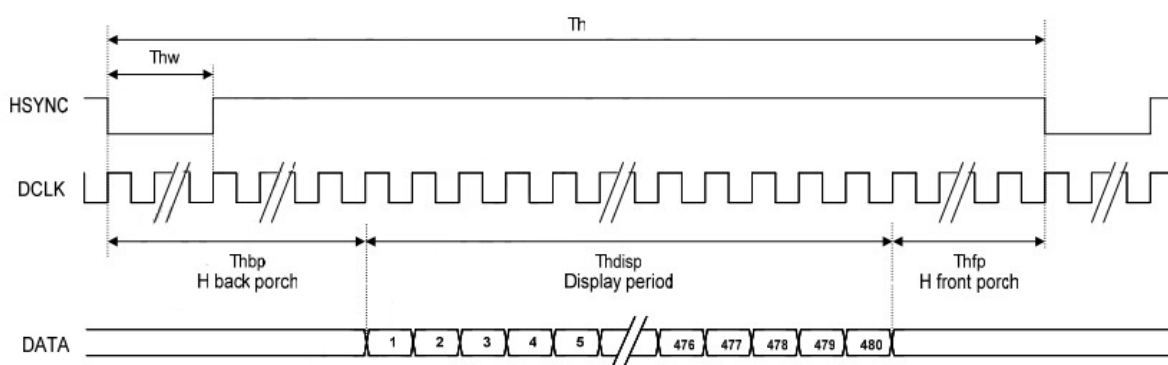 Th
Thw
HSYNC
DCLK
Thbp Thdisp Thfp
H back porch Display period H front porch
DATA 1 2 3 4 5 476 477 478 479 480